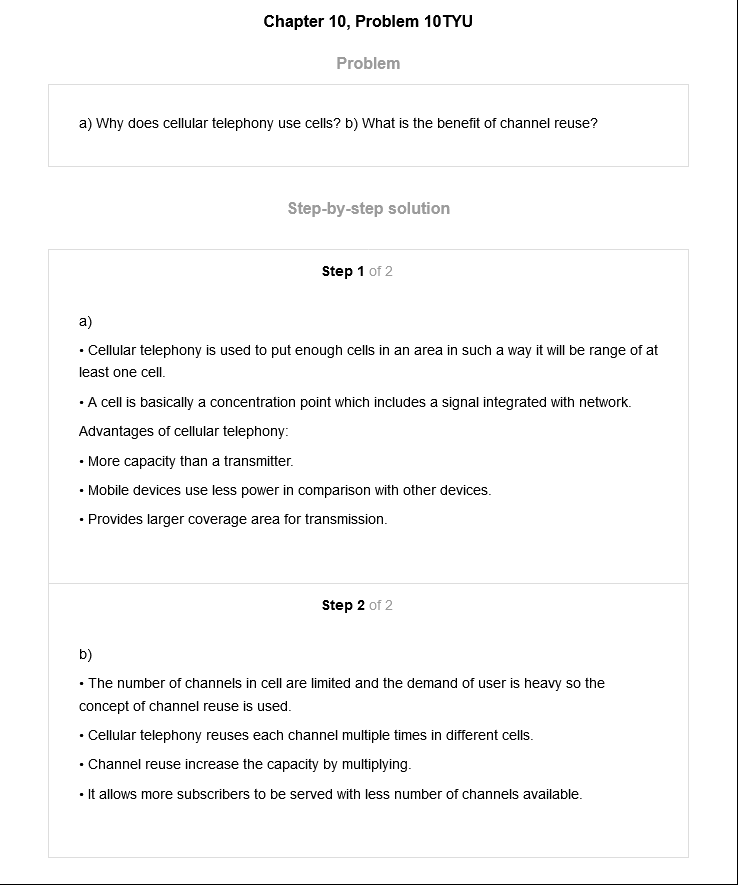 Chapter 10, Problem 10TYU
Problem
a) Why does cellular telephony use cells? b) What is the benefit of channel reuse?
Step-by-step solution
Step 1 of 2
a)
• Cellular telephony is used to put enough cells in an area in such a way it will be range of at
least one cell.
• A cell is basically a concentration point which includes a signal integrated with network.
Advantages of cellular telephony:
• More capacity than a transmitter.
• Mobile devices use less power in comparison with other devices.
• Provides larger coverage area for transmission.
Step 2 of 2
b)
• The number of channels in cell are limited and the demand of user is heavy so the
concept of channel reuse is used.
• Cellular telephony reuses each channel multiple times in different cells.
• Channel reuse increase the capacity by multiplying.
• It allows more subscribers to be served with less number of channels available.